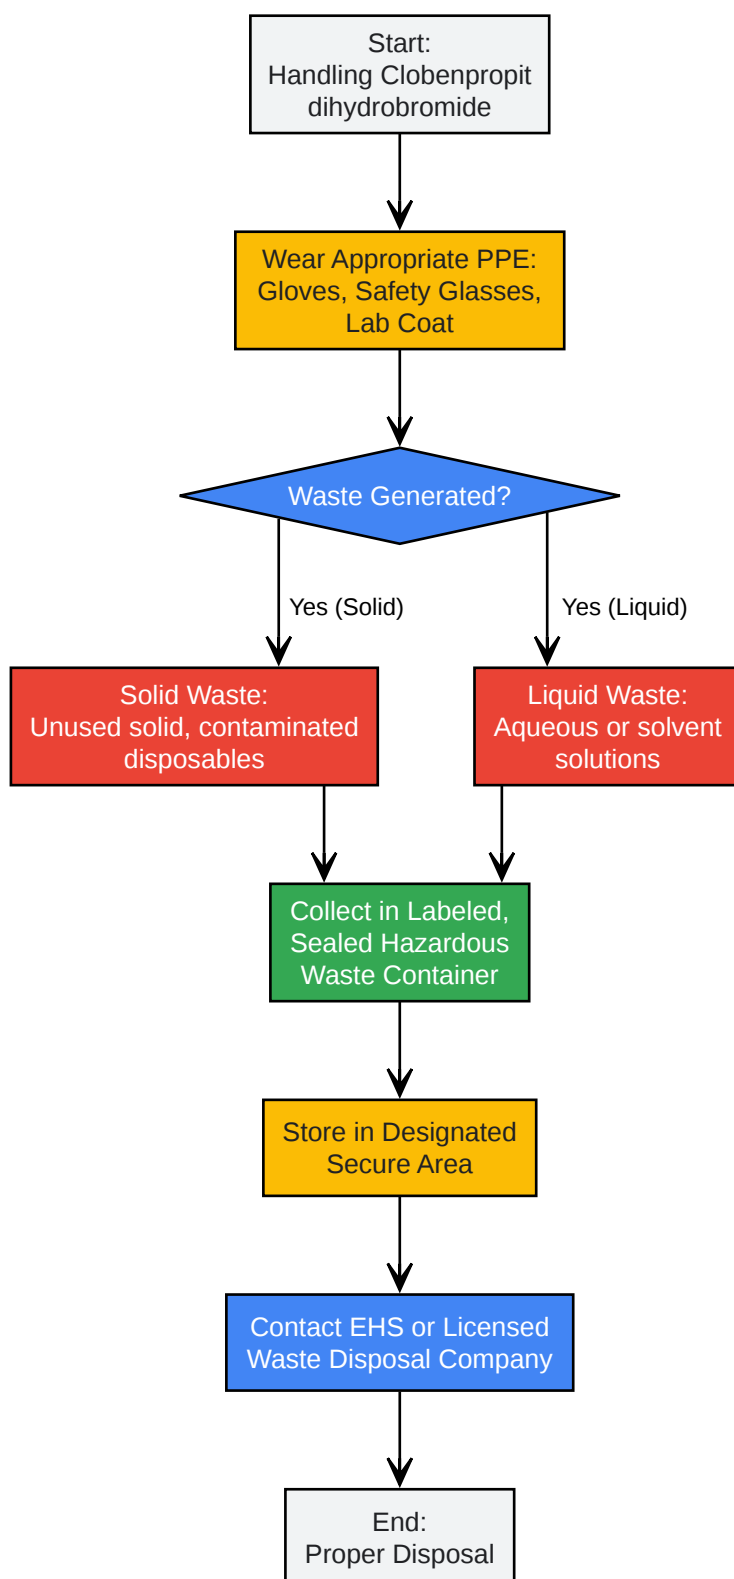 Start:
Handling Clobenpropit
dihydrobromide
Wear Appropriate PPE:
Gloves, Safety Glasses,
Lab Coat
Waste Generated?
Yes (Solid)
Yes (Liquid)
Solid Waste:
Unused solid, contaminated
disposables
Liquid Waste:
Aqueous or solvent
solutions
Collect in Labeled,
Sealed Hazardous
Waste Container
Store in Designated
Secure Area
Contact EHS or Licensed
Waste Disposal Company
End:
Proper Disposal